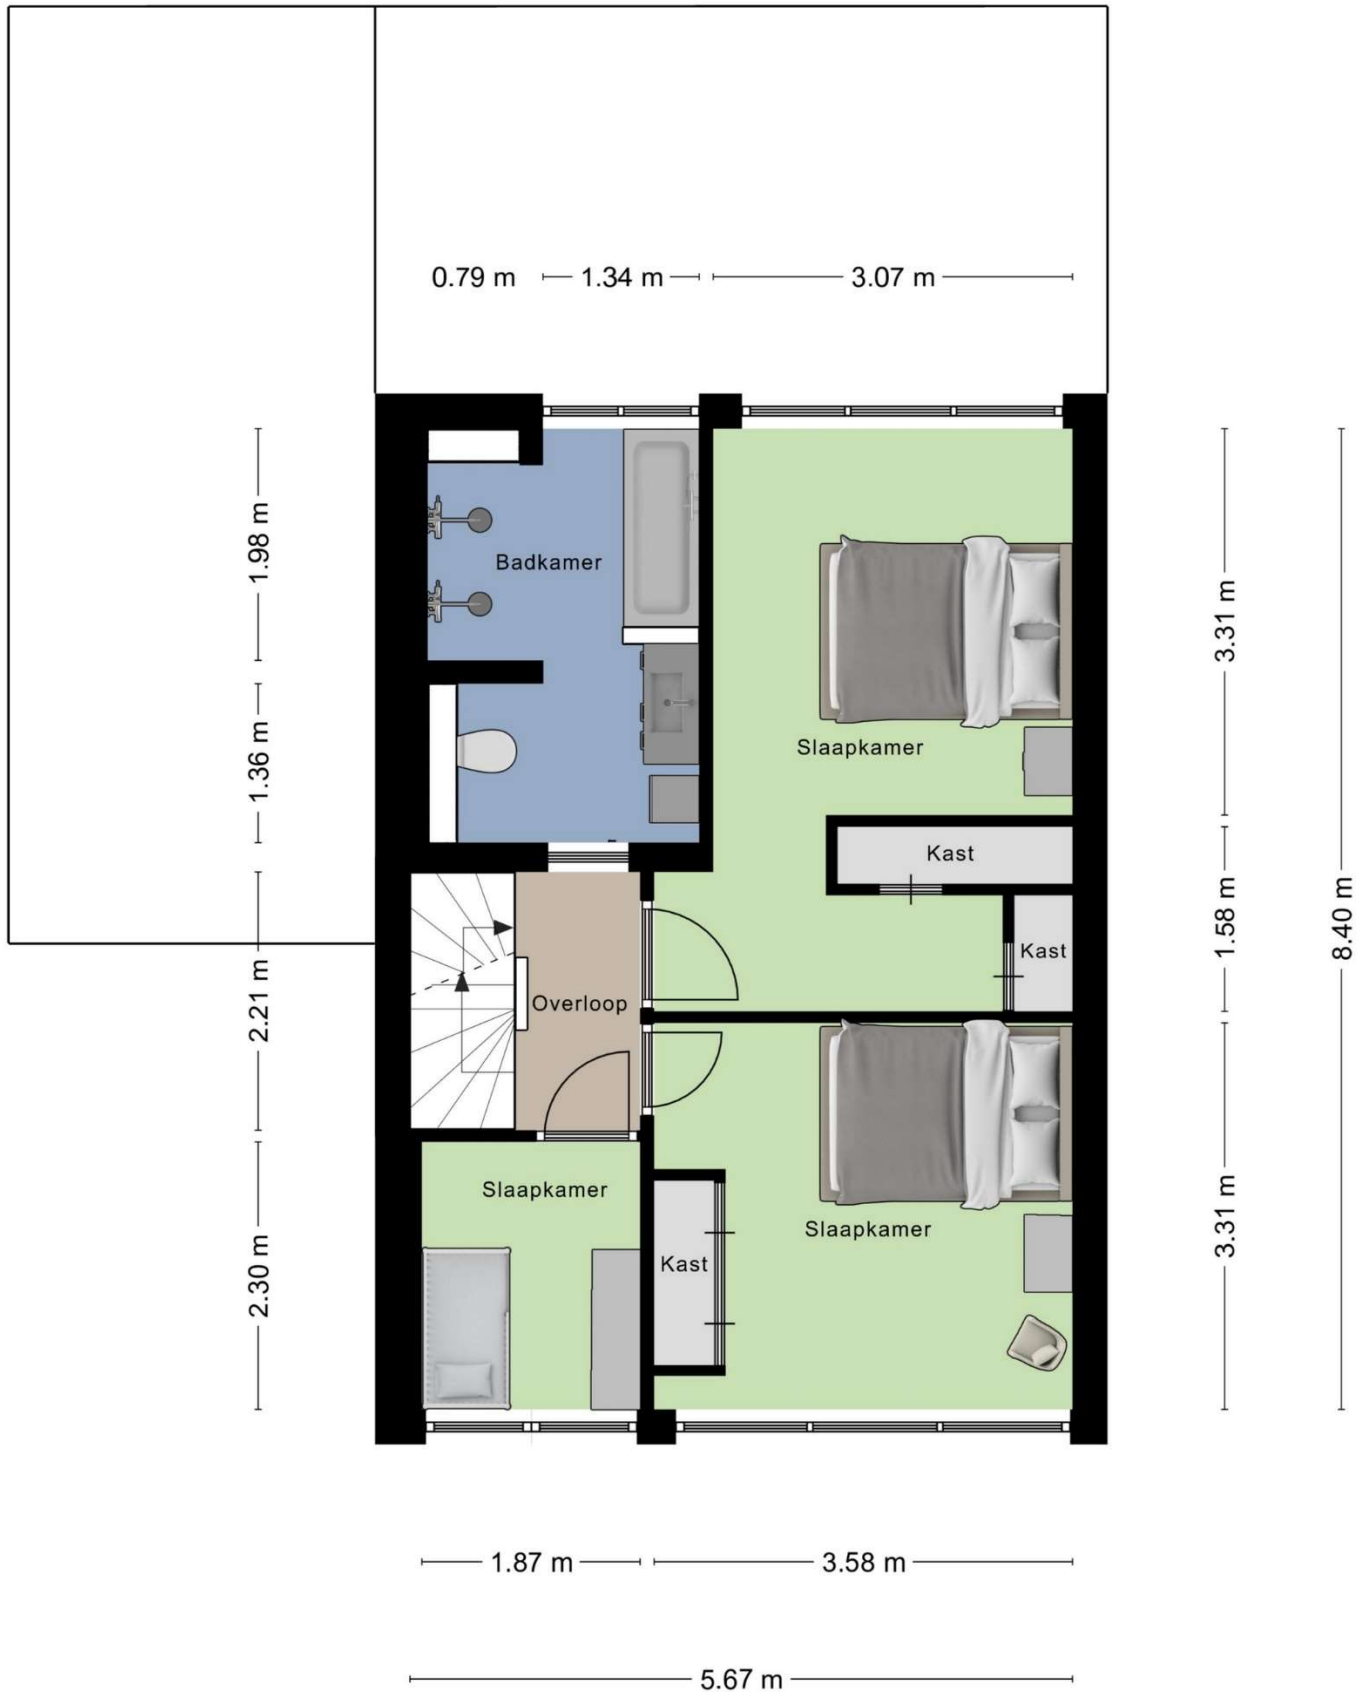 0.79 m
1.34 m
3.07 m
1.98 m
Badkamer
3.31 m
1.36 m
Slaapkamer
Kast
1.58 m
8.40 m
Kast
2.21 m
Overloop
Slaapkamer
3.31 m
Slaapkamer
2.30 m
Kast
1.87 m
3.58 m
5.67 m